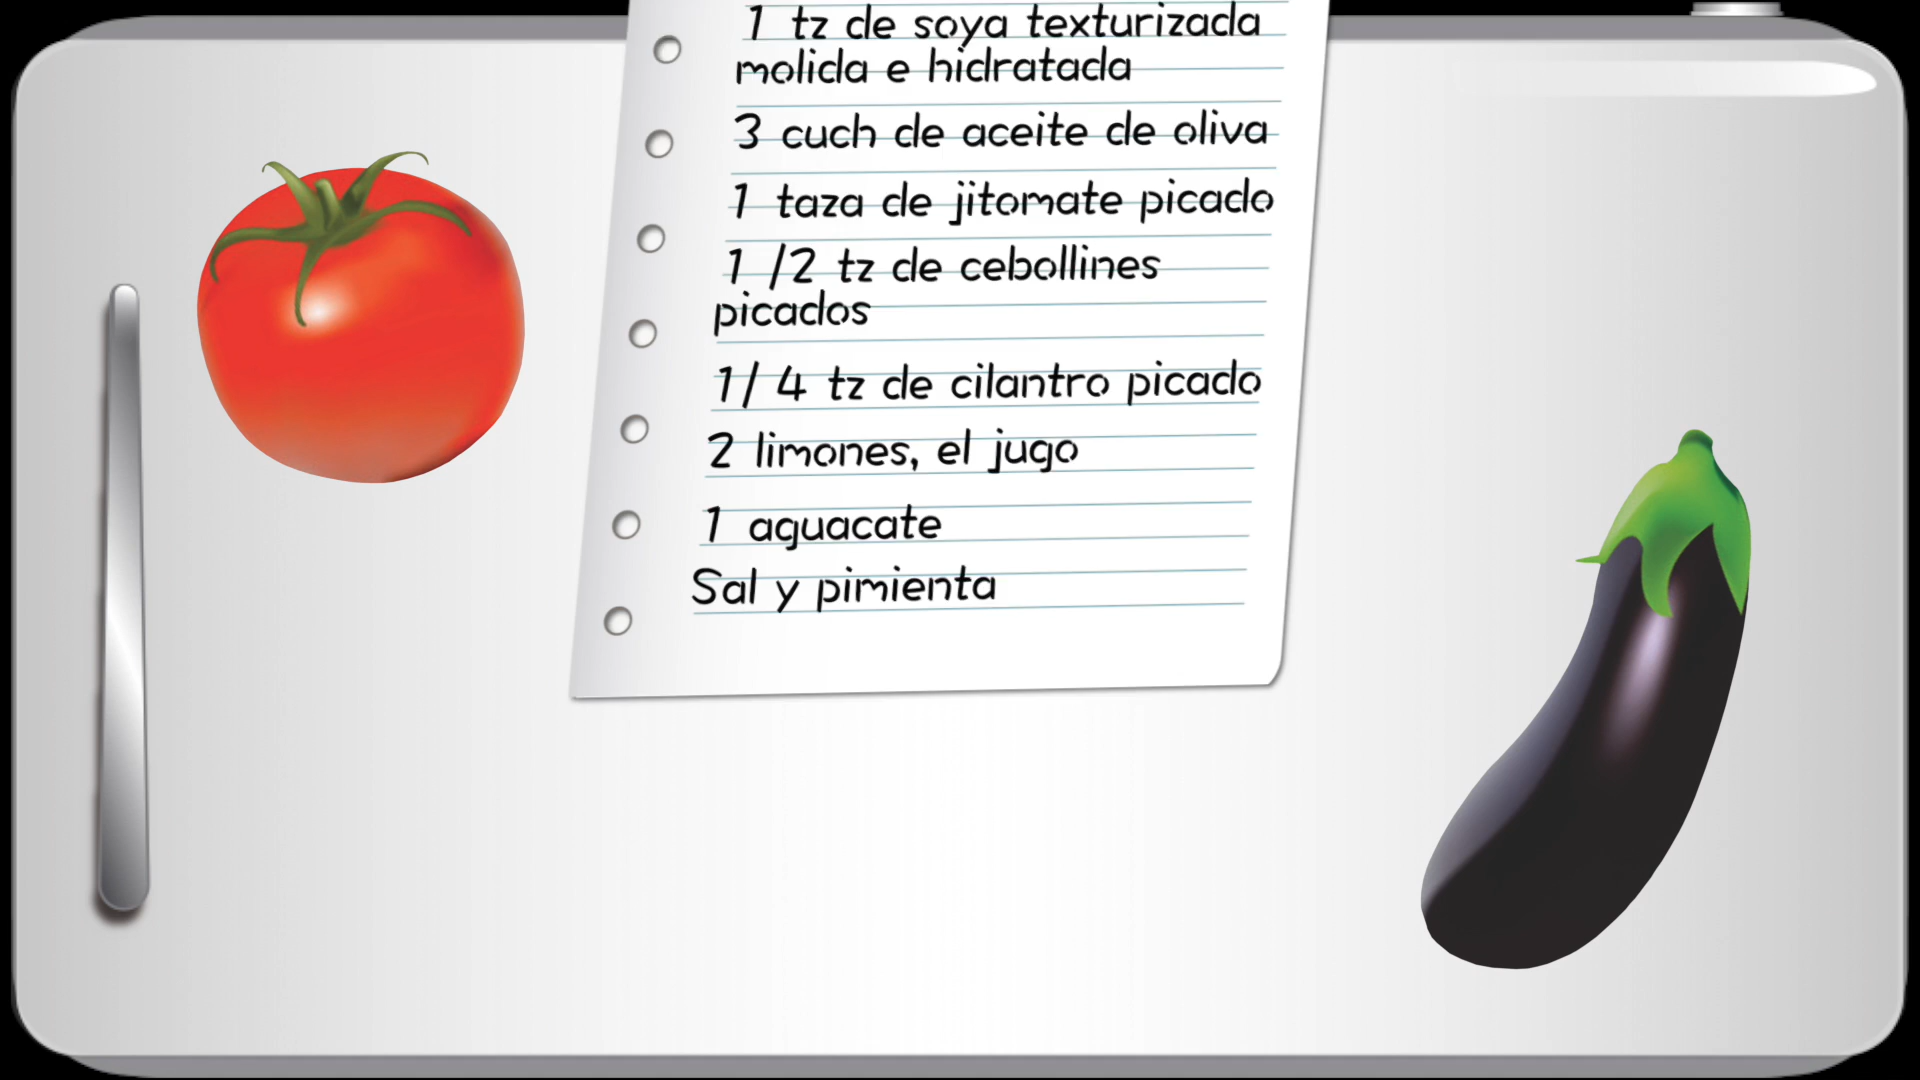 1 tz de soya texturizada
molida e hidratada
3 cuch de aceite de oliva
1 taza de jitomate picado
1 /2 tz de cebollines
picados
1/ 4 tz de cilantro picado
2 limones, el jugo
1 aguacate
Sal y pimienta